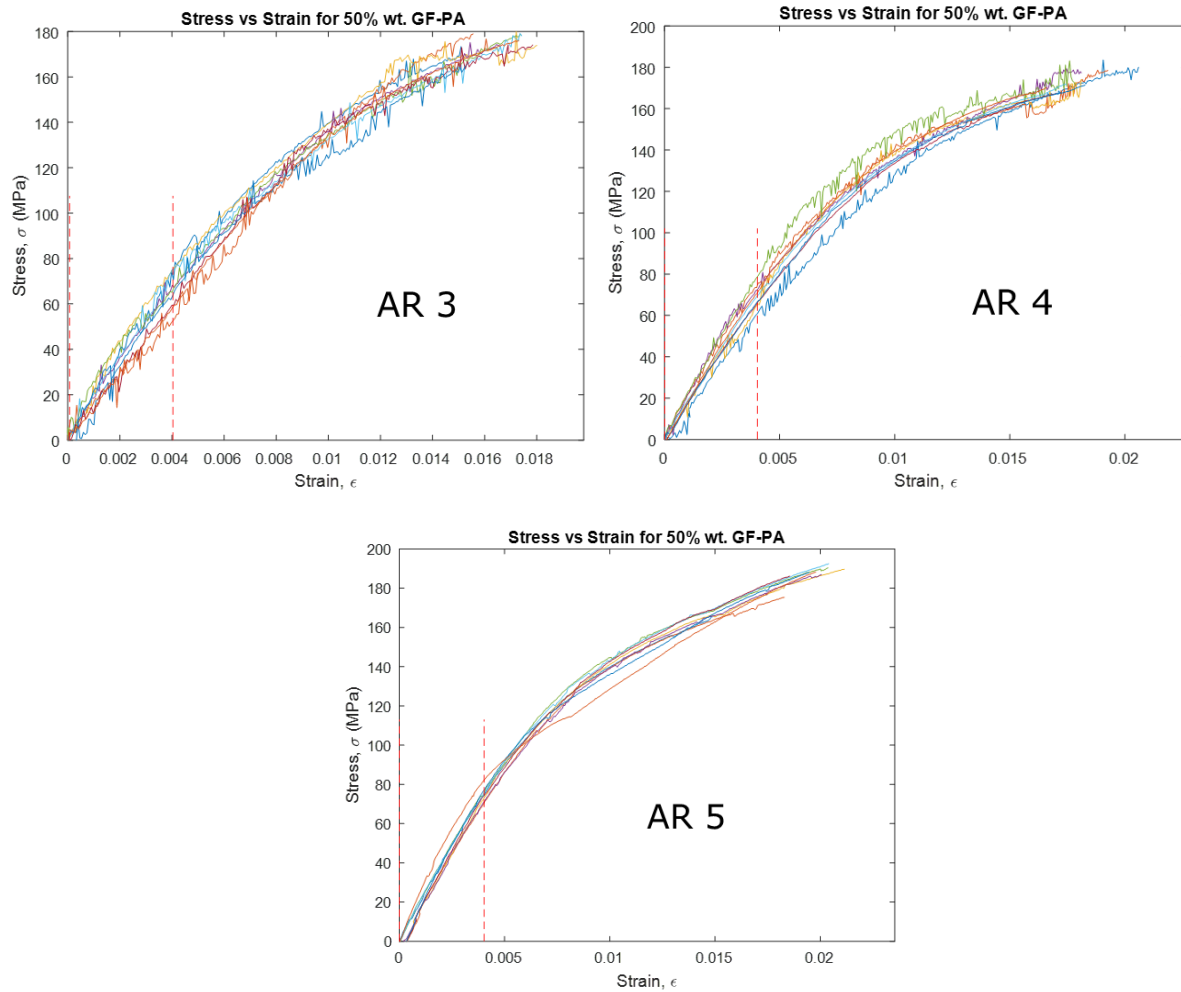 Stress vs Strain for 50% wt. GF-PA
180
160
140
120
100
80
60
40
20
0
Stress, σ (MPa)
AR 3
0 0.002 0.004 0.006 0.008 0.01 0.012 0.014 0.016 0.018
Strain, ϵ
Stress vs Strain for 50% wt. GF-PA
200
180
160
140
120
100
80
60
40
20
0
Stress, σ (MPa)
AR 4
0 0.005 0.01 0.015 0.02
Strain, ϵ
Stress vs Strain for 50% wt. GF-PA
200
180
160
140
120
100
80
60
40
20
0
Stress, σ (MPa)
AR 5
0 0.005 0.01 0.015 0.02
Strain, ϵ